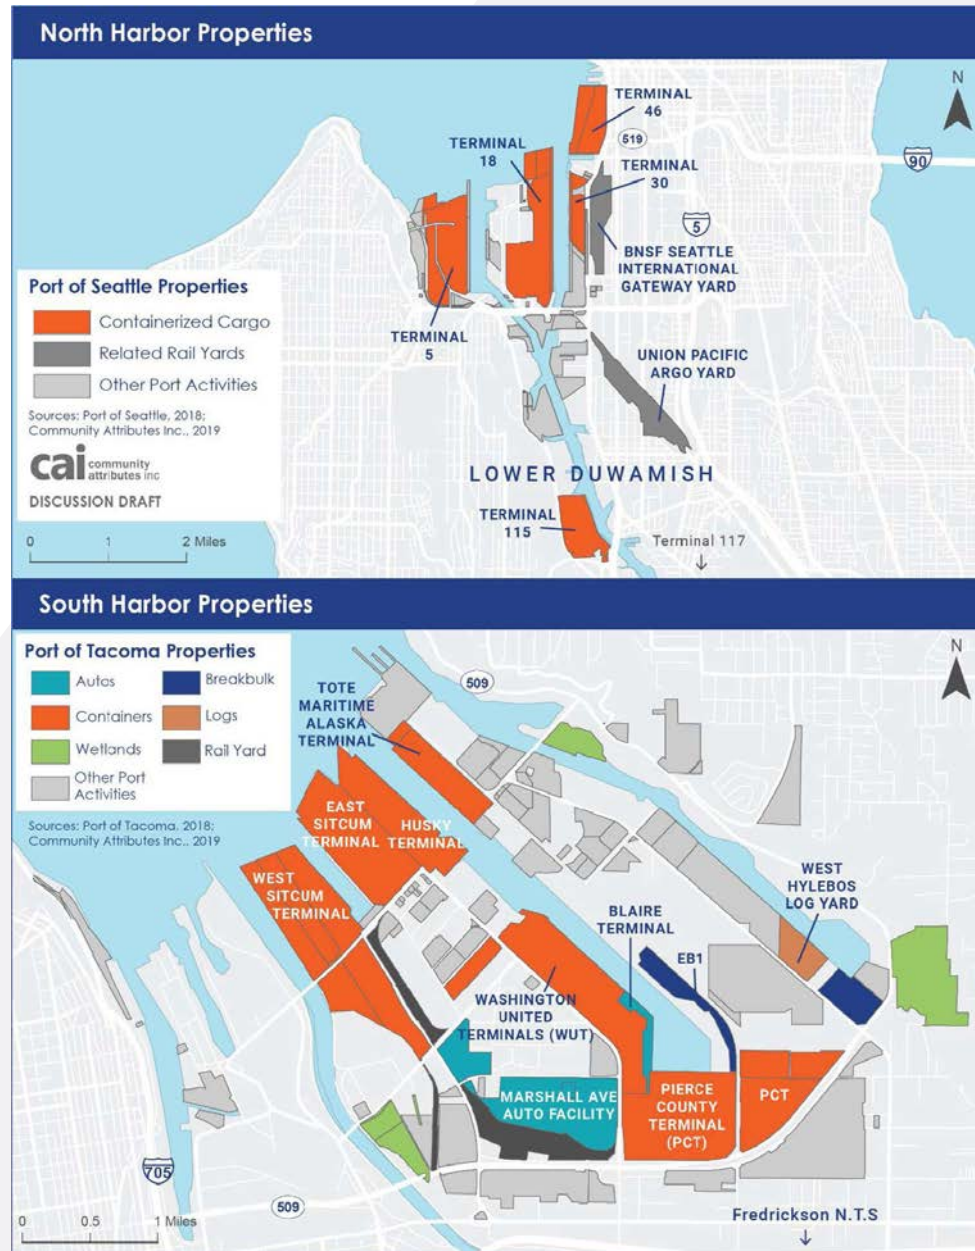 North Harbor Properties
N
TERMINAL
46
519
TERMINAL
18
TERMINAL
30
90
5
BNSF SEATTLE
INTERNATIONAL
GATEWAY YARD
Port of Seattle Properties
Containerized Cargo
Related Rail Yards
Other Port Activities
Sources: Port of Seattle, 2018;
Community Attributes Inc., 2019
cai community
attributes inc
DISCUSSION DRAFT
TERMINAL
5
UNION PACIFIC
ARGO YARD
LOWER DUWAMISH
TERMINAL
115
Terminal 117
0 1 2 Miles
South Harbor Properties
Port of Tacoma Properties
Autos
Breakbulk
Containers
Logs
Wetlands
Rail Yard
Other Port
Activities
Sources: Port of Tacoma, 2018;
Community Attributes Inc., 2019
N
509
TOTE
MARITIME
ALASKA
TERMINAL
EAST
SITCUM
TERMINAL
HUSKY
TERMINAL
WEST
SITCUM
TERMINAL
WEST
HYLEBOS
LOG YARD
BLAIRE
TERMINAL
EB1
WASHINGTON
UNITED
TERMINALS (WUT)
MARSHALL AVE
AUTO FACILITY
PIERCE
COUNTY
TERMINAL
(PCT)
PCT
705
509
0 0.5 1 Miles
Fredrickson N.T.S